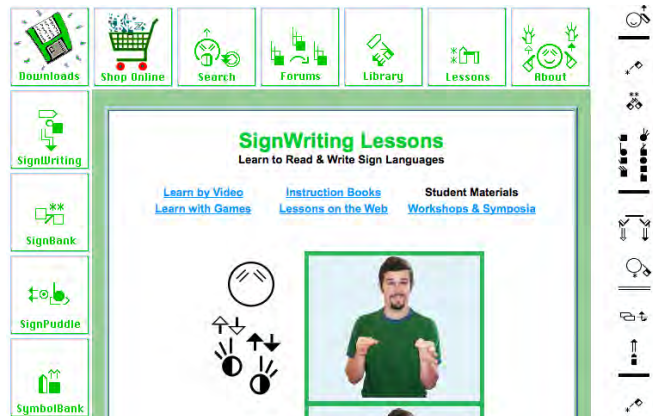 Downloads
Shop Online
Search
Forums
Library
Lessons
About
SignWriting
SignBank
SignPuddle
SymbolBank
SignWriting Lessons
Learn to Read & Write Sign Languages
Learn by Video Instruction Books Student Materials
Learn with Games Lessons on the Web Workshops & Symposia